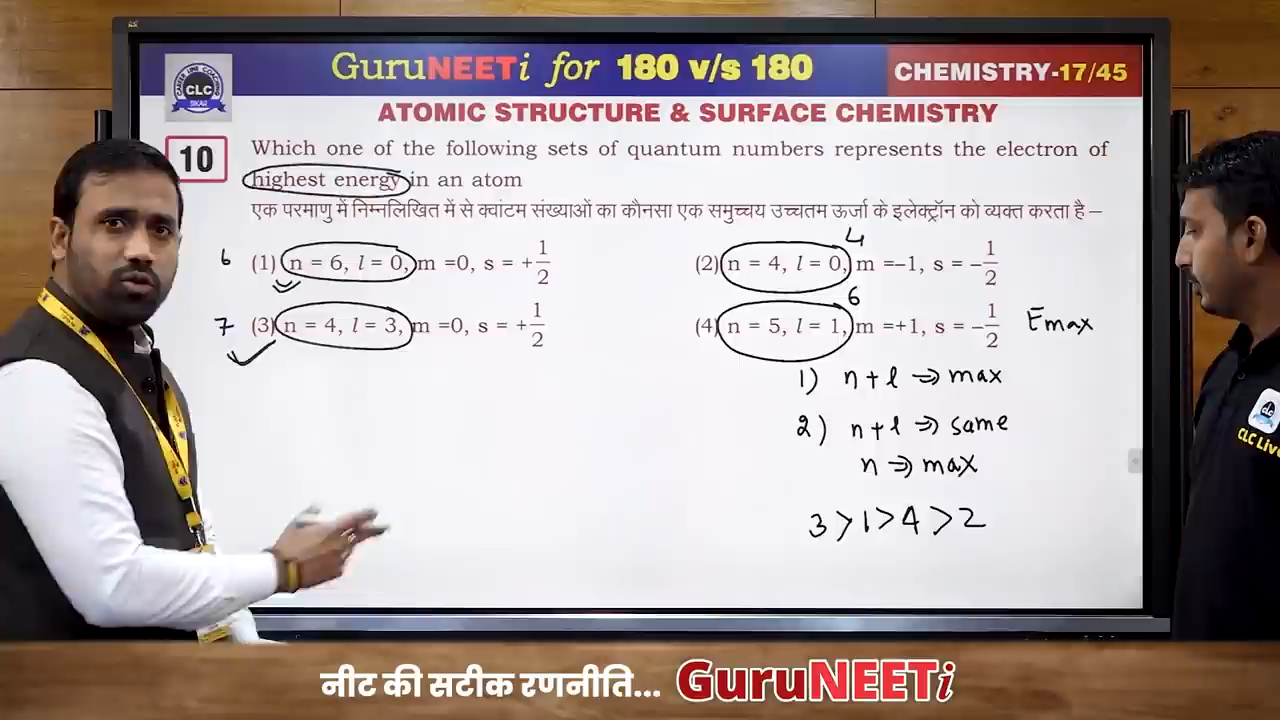 GuruNEETi for 180 v/s 180
CHEMISTRY-17/45
CLC
SIKAR
ATOMIC STRUCTURE & SURFACE CHEMISTRY
10
Which one of the following sets of quantum numbers represents the electron of
highest energy in an atom
एक परमाणु में निम्नलिखित में से क्वांटम संख्याओं का कौनसा एक समुच्चय उच्चतम ऊर्जा के इलेक्ट्रॉन को व्यक्त करता है –
6 (1) n = 6, l = 0, m =0, s = +1/2
4
(2) n = 4, l = 0, m =–1, s = –1/2
7 (3) n = 4, l = 3, m =0, s = +1/2
6
(4) n = 5, l = 1, m =+1, s = –1/2 Emax
1) n+l ⇒ max
2) n+l ⇒ same
n ⇒ max
3>1>4>2
CLC
CLC Live
नीट की सटीक रणनीति... GuruNEETi